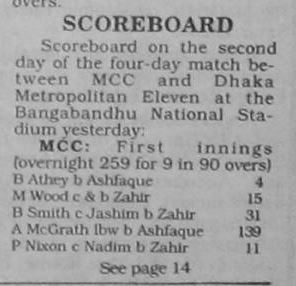 overs.
SCOREBOARD
Scoreboard on the second
day of the four-day match be-
tween MCC and Dhaka
Metropolitan Eleven at the
Bangabandhu National Sta-
dium yesterday:
MCC: First innings
(overnight 259 for 9 in 90 overs)
B Athey b Ashfaque 4
M Wood c & b Zahir 15
B Smith c Jashim b Zahir 31
A McGrath lbw b Ashfaque 139
P Nixon c Nadim b Zahir 11
See page 14